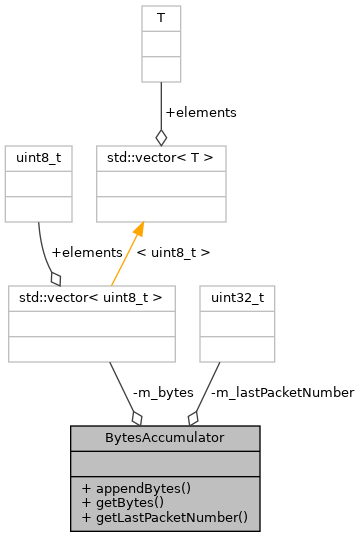 T
+elements
uint8_t
std::vector< T >
+elements
< uint8_t >
std::vector< uint8_t >
uint32_t
-m_bytes
-m_lastPacketNumber
BytesAccumulator
+ appendBytes()
+ getBytes()
+ getLastPacketNumber()